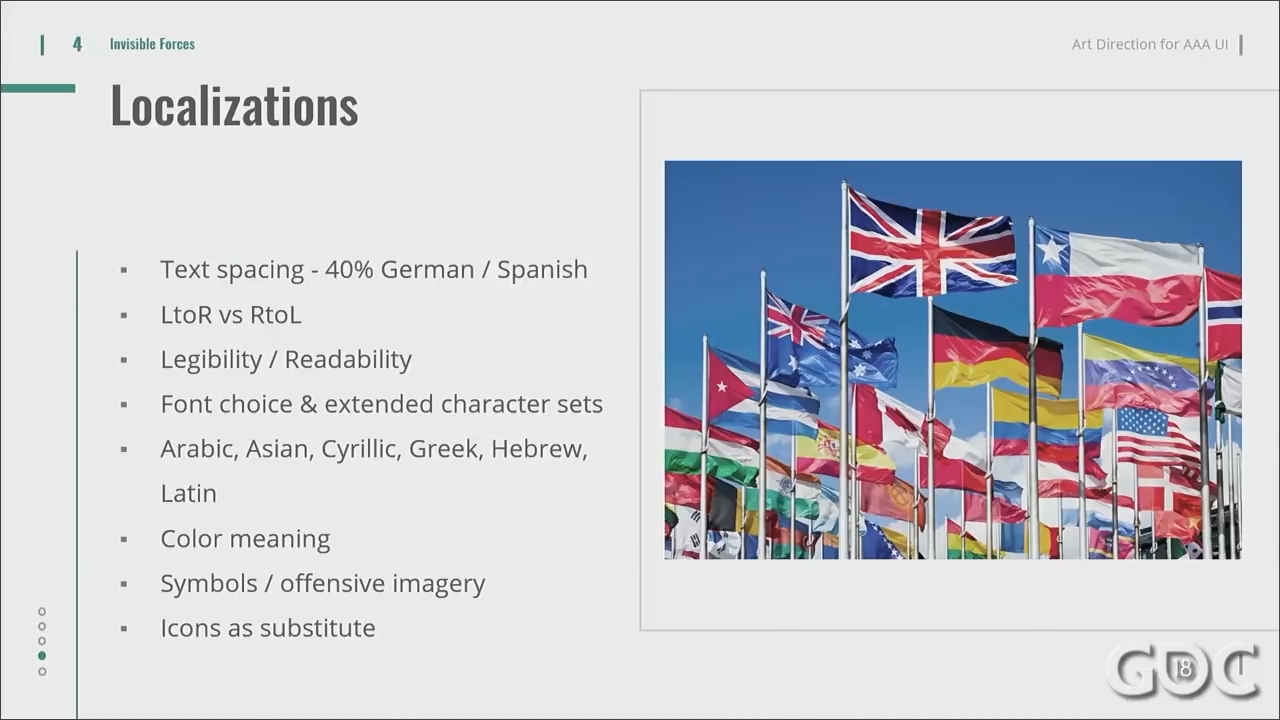 4 Invisible Forces
Art Direction for AAA UI
Localizations
▪ Text spacing - 40% German / Spanish
▪ LtoR vs RtoL
▪ Legibility / Readability
▪ Font choice & extended character sets
▪ Arabic, Asian, Cyrillic, Greek, Hebrew,
Latin
▪ Color meaning
▪ Symbols / offensive imagery
▪ Icons as substitute
GDC
18